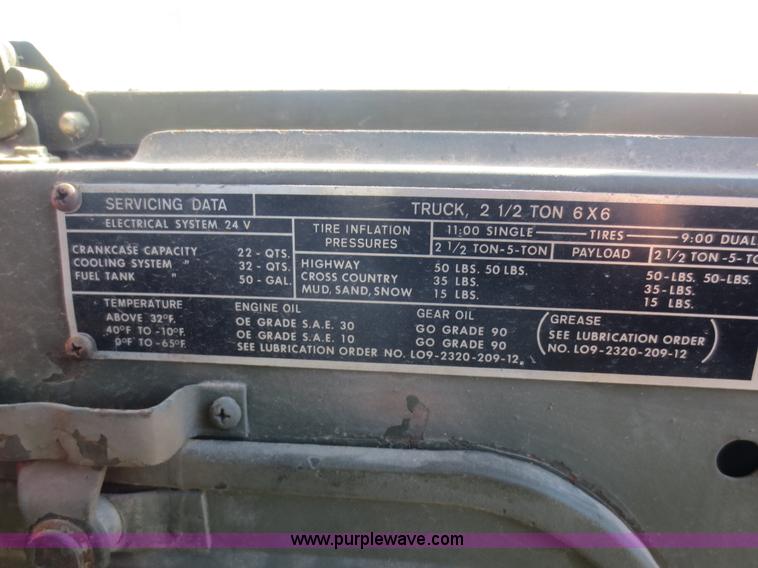 SERVICING DATA TRUCK, 2 1/2 TON 6X6
ELECTRICAL SYSTEM 24 V
CRANKCASE CAPACITY 22 - QTS.
COOLING SYSTEM " 32 - QTS.
FUEL TANK " 50 - GAL.
TIRE INFLATION PRESSURES
11:00 SINGLE TIRES 9:00 DUAL
2 1/2 TON-5-TON PAYLOAD 2 1/2 TON -5- TO
HIGHWAY 50 LBS. 50 LBS. 50-LBS. 50-LBS.
CROSS COUNTRY 35 LBS. 35-LBS.
MUD, SAND, SNOW 15 LBS. 15 LBS.
TEMPERATURE ENGINE OIL GEAR OIL
ABOVE 32°F. OE GRADE S.A.E. 30 GO GRADE 90
40°F TO -10°F. OE GRADE S.A.E. 10 GO GRADE 90
0°F TO -65°F. SEE LUBRICATION ORDER NO. LO9-2320-209-12.
(GREASE
SEE LUBRICATION ORDER
NO. LO9-2320-209-12)
www.purplewave.com